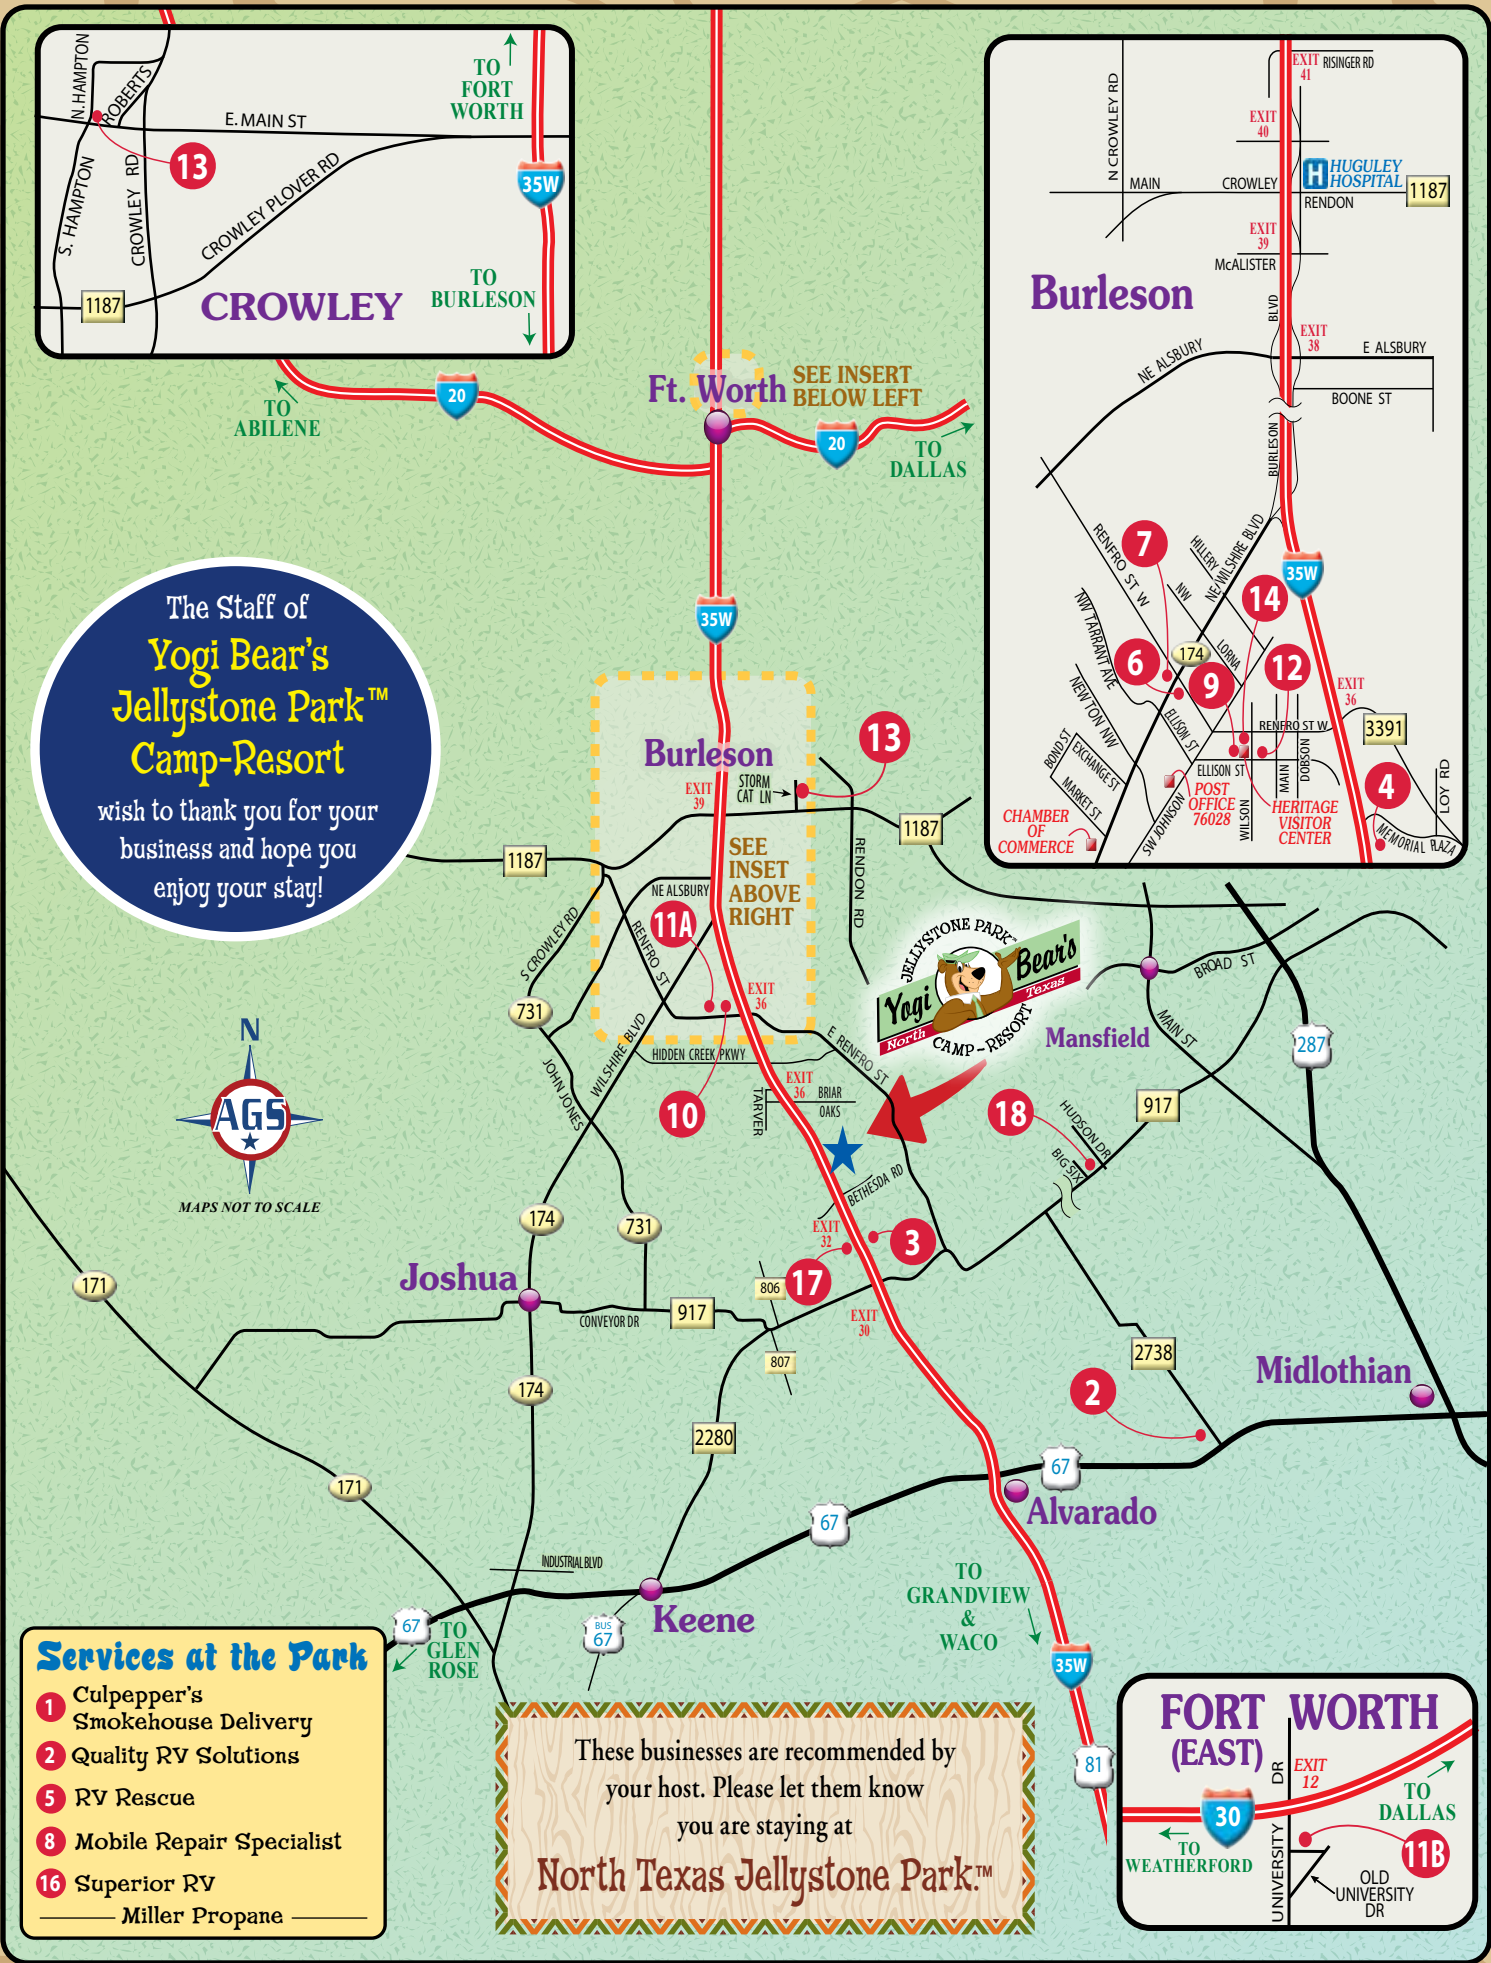 N. HAMPTON
ROBERTS
E. MAIN ST
13
S. HAMPTON
CROWLEY RD
CROWLEY PLOVER RD
1187
CROWLEY
TO
FORT
WORTH
35W
TO
BURLESON
EXIT
41
RISINGER RD
N CROWLEY RD
EXIT
40
H
HUGULEY
HOSPITAL
MAIN
CROWLEY
1187
RENDON
EXIT
39
McALISTER
Burleson
BLVD
EXIT
38
NE ALSBURY
E ALSBURY
BOONE ST
BURLESON
7
RENFRO ST W
HILLERY
NE/WILSHIRE BLVD
35W
NW
14
NW TARRANT AVE
6
174
LORNA
9
12
NEWTON NW
ELLISON ST
EXIT
36
RENFRO ST W
3391
BOND ST
EXCHANGE ST
MARKET ST
ELLISON ST
MAIN
DOBSON
LOY RD
4
POST
OFFICE
76028
WILSON
HERITAGE
VISITOR
CENTER
CHAMBER
OF
COMMERCE
SW JOHNSON
MEMORIAL PLAZA
TO
ABILENE
20
Ft. Worth
SEE INSERT
BELOW LEFT
20
TO
DALLAS
35W
The Staff of
Yogi Bear's
Jellystone Park™
Camp-Resort
wish to thank you for your
business and hope you
enjoy your stay!
Burleson
EXIT
39
STORM
CAT LN
13
1187
1187
SEE
INSET
ABOVE
RIGHT
NE ALSBURY
11A
RENDON RD
S CROWLEY RD
RENFRO ST
731
EXIT
36
WILSHIRE BLVD
HIDDEN CREEK PKWY
E RENFRO ST
JOHN JONES
10
TARVER
EXIT
36
BRIAR
OAKS
JELLYSTONE PARK™
Yogi Bear's
North Texas
CAMP-RESORT
BROAD ST
Mansfield
MAIN ST
287
917
18
HUDSON DR
BIG SIX
BETHESDA RD
N
AGS
MAPS NOT TO SCALE
174
731
EXIT
32
3
17
171
Joshua
806
CONVEYOR DR
917
EXIT
30
807
174
2738
Midlothian
2
2280
171
67
67
Alvarado
INDUSTRIAL BLVD
TO
GRANDVIEW
&
WACO
Keene
67
BUS
67
TO
GLEN
ROSE
35W
81
Services at the Park
1 Culpepper's
Smokehouse Delivery
2 Quality RV Solutions
5 RV Rescue
8 Mobile Repair Specialist
16 Superior RV
Miller Propane
These businesses are recommended by
your host. Please let them know
you are staying at
North Texas Jellystone Park.™
FORT WORTH
(EAST)
UNIVERSITY DR
EXIT
12
30
TO
DALLAS
TO
WEATHERFORD
11B
OLD
UNIVERSITY
DR